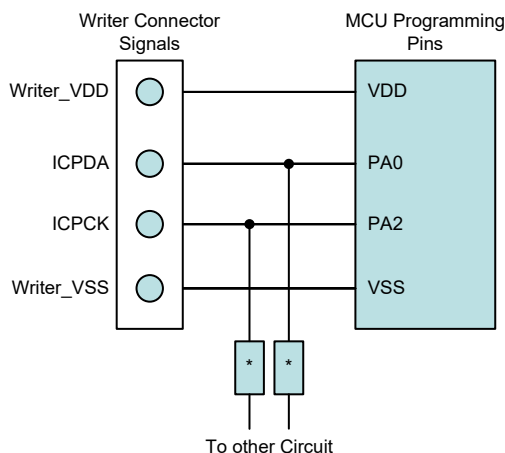 Writer Connector
Signals
MCU Programming
Pins
Writer_VDD
VDD
ICPDA
PA0
ICPCK
PA2
Writer_VSS
VSS
*
*
To other Circuit